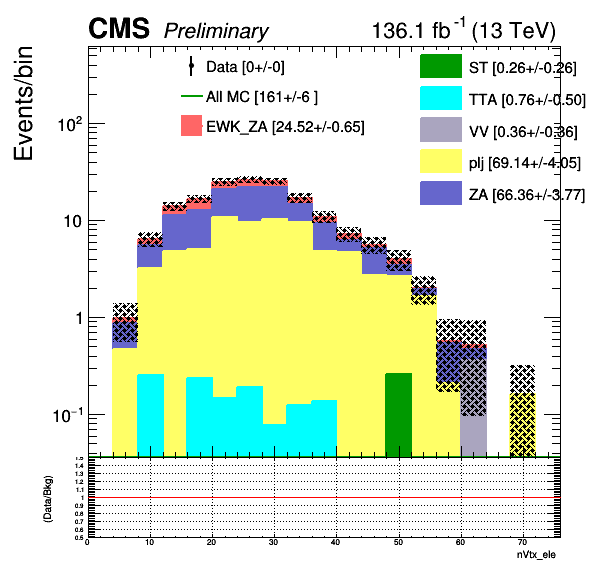 CMS Preliminary 136.1 fb⁻¹ (13 TeV)
Events/bin
Data [0+/-0]
All MC [161+/-6 ]
EWK_ZA [24.52+/-0.65]
ST [0.26+/-0.26]
TTA [0.76+/-0.50]
VV [0.36+/-0.36]
plj [69.14+/-4.05]
ZA [66.36+/-3.77]
10²
10
1
10⁻¹
(Data/Bkg)
1.5
1.4
1.3
1.2
1.1
1
0.9
0.8
0.7
0.6
0.5
0 10 20 30 40 50 60 70
nVtx_ele